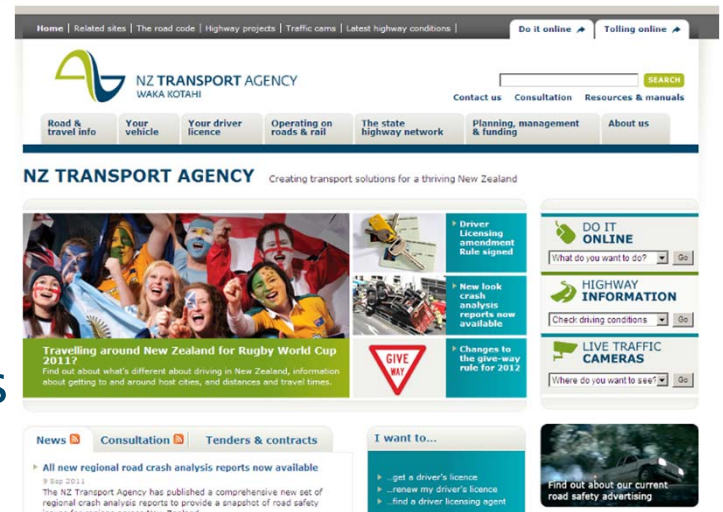 Home | Related sites | The road code | Highway projects | Traffic cams | Latest highway conditions |
Do it online
Tolling online
NZ TRANSPORT AGENCY
WAKA KOTAHI
SEARCH
Contact us Consultation Resources & manuals
Road &
travel info
Your
vehicle
Your driver
licence
Operating on
roads & rail
The state
highway network
Planning, management
& funding
About us
NZ TRANSPORT AGENCY Creating transport solutions for a thriving New Zealand
Travelling around New Zealand for Rugby World Cup
2011?
Find out about what's different about driving in New Zealand, information
about getting to and around host cities, and distances and travel times.
Driver
Licensing
amendment
Rule signed
New look
crash
analysis
reports now
available
GIVE
WAY
Changes to
the give-way
rule for 2012
DO IT
ONLINE
What do you want to do? Go
HIGHWAY
INFORMATION
Check driving conditions Go
LIVE TRAFFIC
CAMERAS
Where do you want to see? Go
s
News Consultation Tenders & contracts
All new regional road crash analysis reports now available
9 Sep 2011
The NZ Transport Agency has published a comprehensive new set of
regional crash analysis reports to provide a snapshot of road safety
I want to...
...get a driver's licence
...renew my driver's licence
...find a driver licensing agent
Find out about our current
road safety advertising